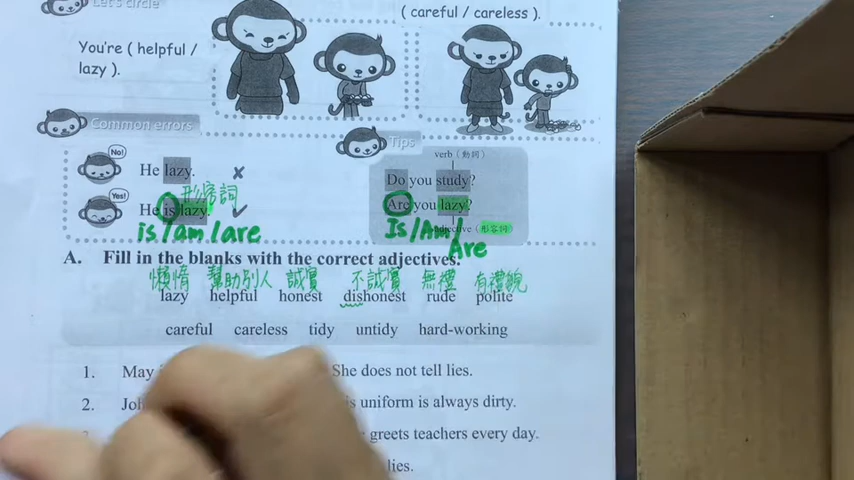 Let's circle
You're ( helpful /
lazy ).
( careful / careless ).
Common errors
No!
He lazy. ✗
形容詞
Yes!
He is lazy. ✓
is/am/are
Tips
verb (動詞)
Do you study?
Are you lazy?
Is/Am/
Are
adjective (形容詞)
A. Fill in the blanks with the correct adjectives.
懶惰 幫助別人 誠實 不誠實 無禮 有禮貌
lazy helpful honest dishonest rude polite
careful careless tidy untidy hard-working
1. May She does not tell lies.
2. is uniform is always dirty.
greets teachers every day.
lies.